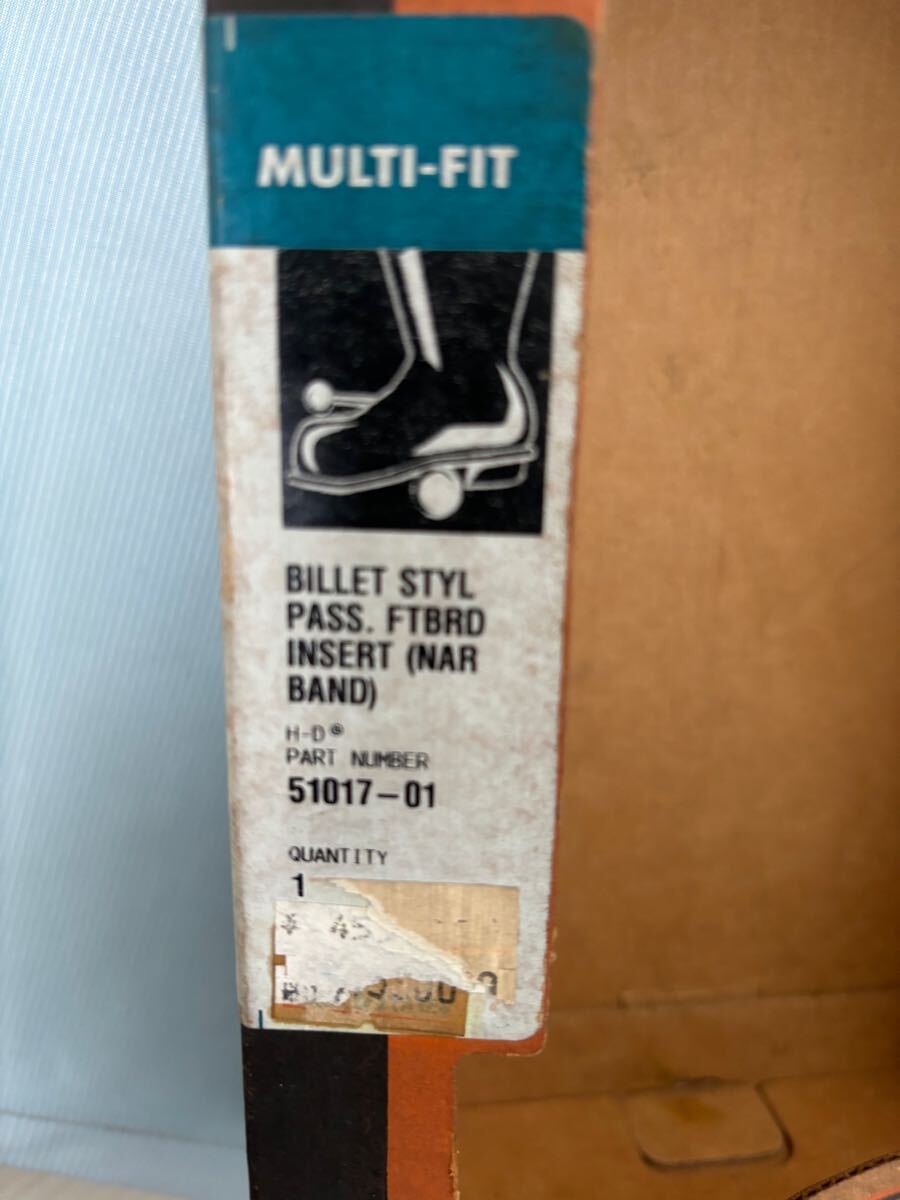 MULTI-FIT
BILLET STYL
PASS. FTBRD
INSERT (NAR
BAND)
H-D®
PART NUMBER
51017-01
QUANTITY
1